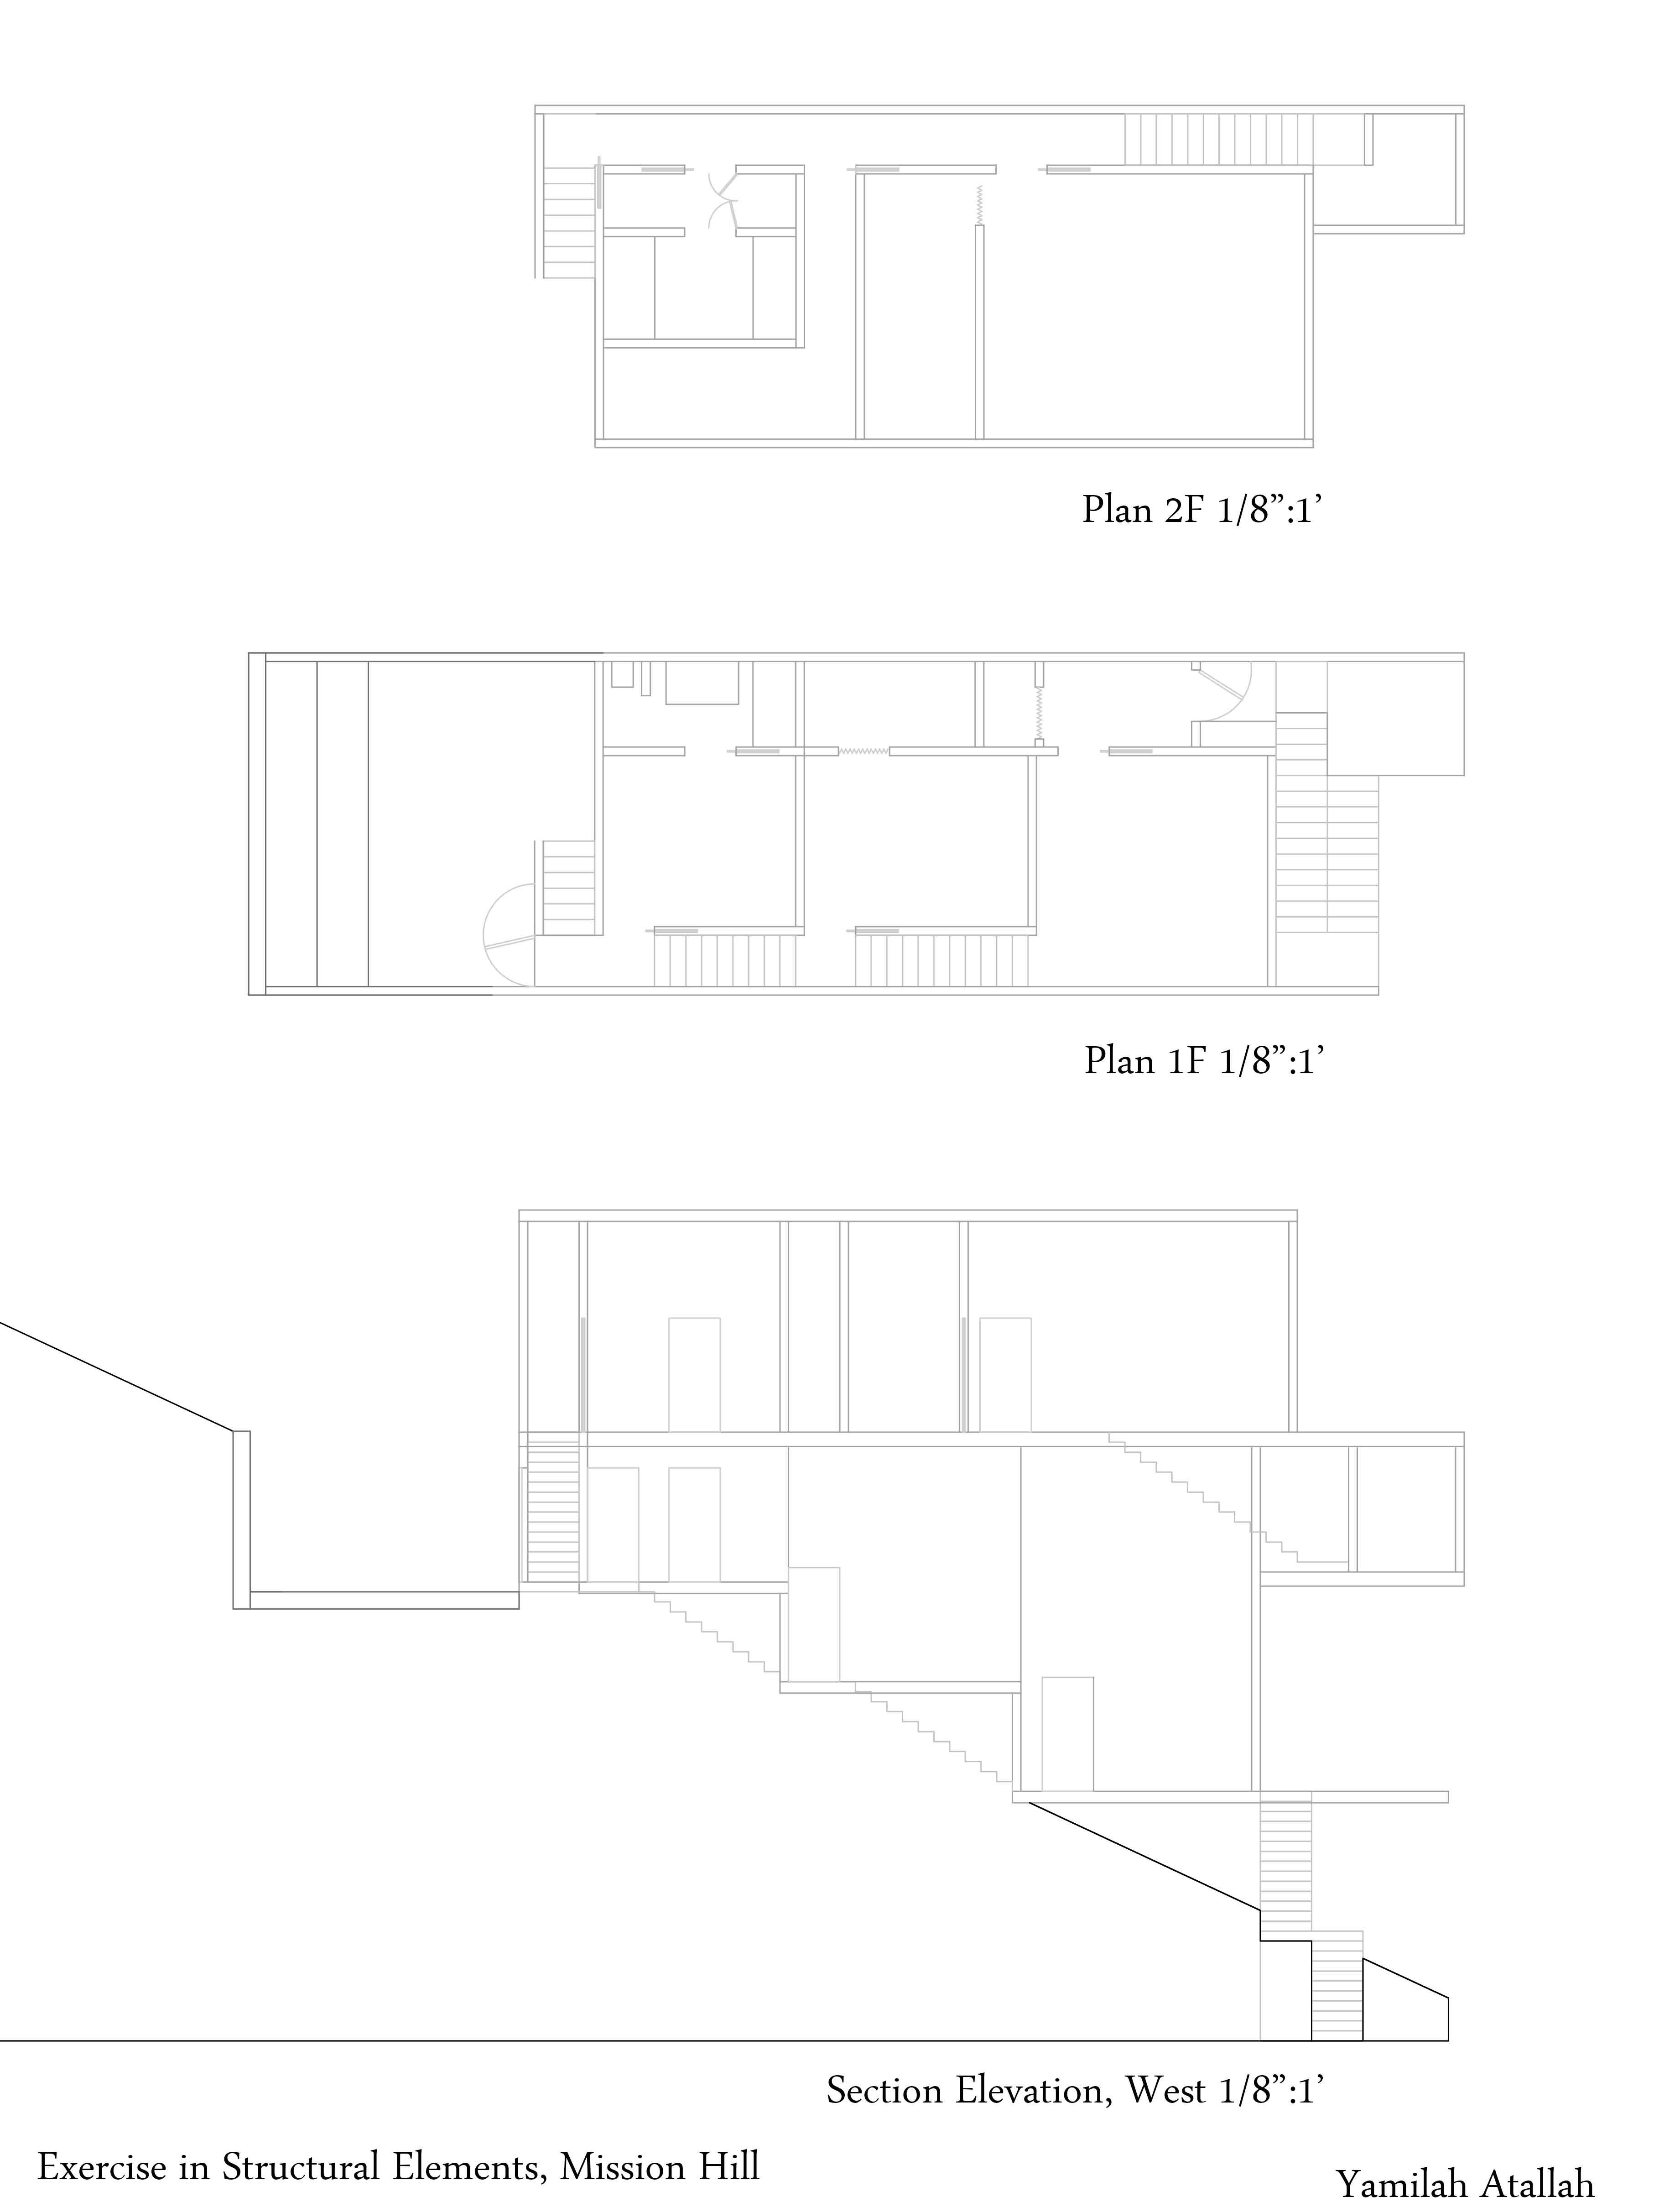 Plan 2F 1/8”:1’
Plan 1F 1/8”:1’
Section Elevation, West 1/8”:1’
Exercise in Structural Elements, Mission Hill
Yamilah Atallah